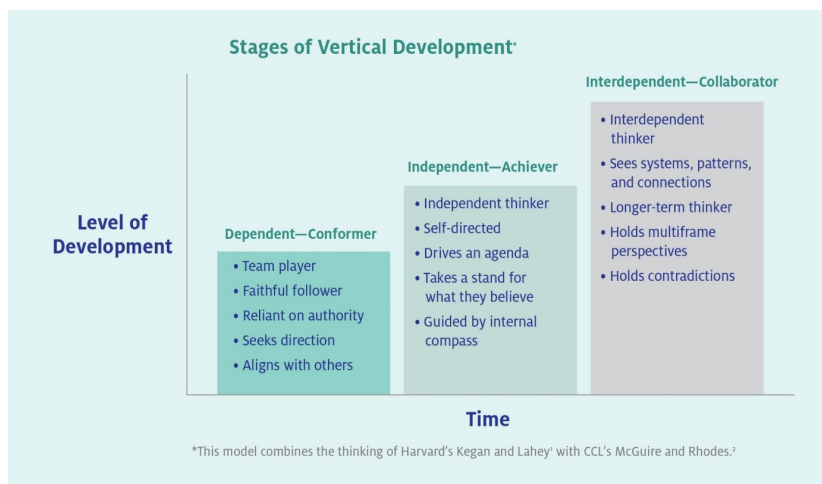 Stages of Vertical Development*
Level of
Development
Dependent—Conformer
• Team player
• Faithful follower
• Reliant on authority
• Seeks direction
• Aligns with others
Independent—Achiever
• Independent thinker
• Self-directed
• Drives an agenda
• Takes a stand for
what they believe
• Guided by internal
compass
Interdependent—Collaborator
• Interdependent
thinker
• Sees systems, patterns,
and connections
• Longer-term thinker
• Holds multiframe
perspectives
• Holds contradictions
Time
*This model combines the thinking of Harvard's Kegan and Lahey¹ with CCL's McGuire and Rhodes.²